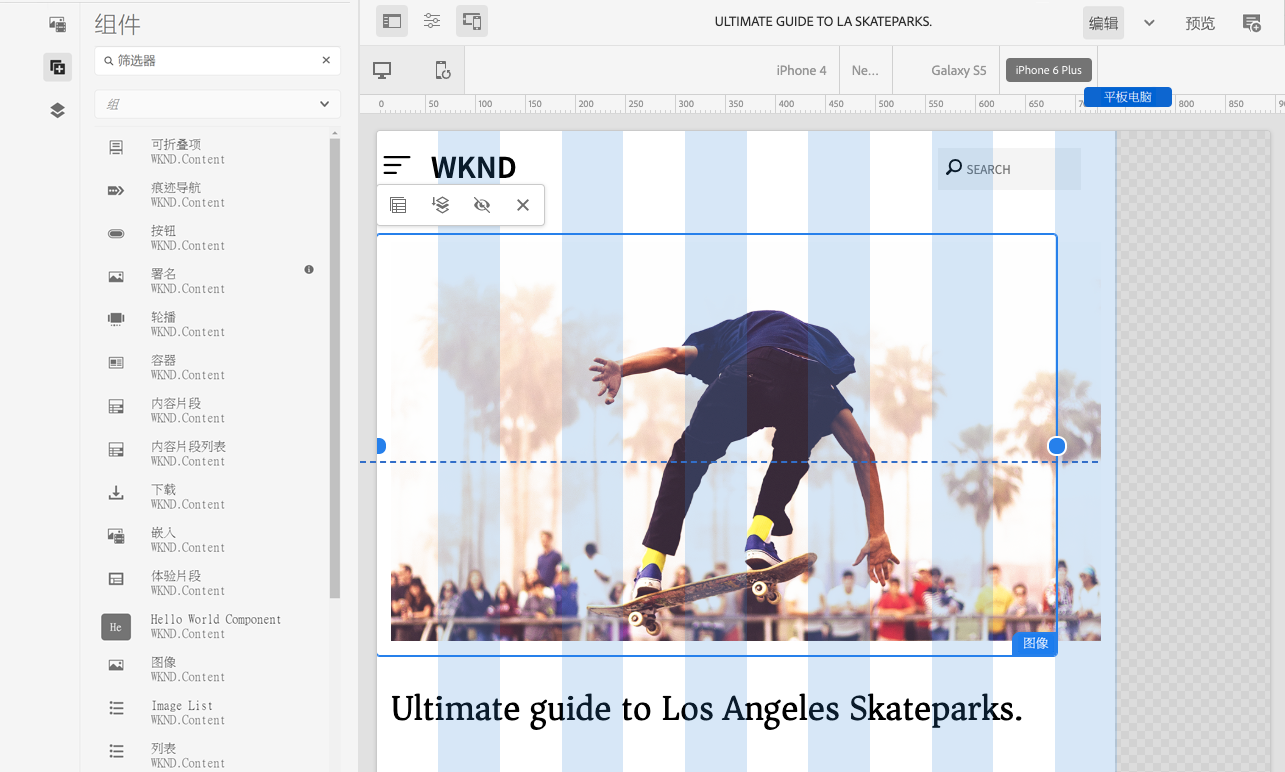 组件
筛选器
组
可折叠项
WKND.Content
痕迹导航
WKND.Content
按钮
WKND.Content
署名
WKND.Content
轮播
WKND.Content
容器
WKND.Content
内容片段
WKND.Content
内容片段列表
WKND.Content
下载
WKND.Content
嵌入
WKND.Content
体验片段
WKND.Content
He
Hello World Component
WKND.Content
图像
WKND.Content
Image List
WKND.Content
列表
WKND.Content
ULTIMATE GUIDE TO LA SKATEPARKS.
编辑
预览
iPhone 4
Ne...
Galaxy S5
iPhone 6 Plus
平板电脑
0 50 100 150 200 250 300 350 400 450 500 550 600 650 800 850
WKND
SEARCH
图像
Ultimate guide to Los Angeles Skateparks.